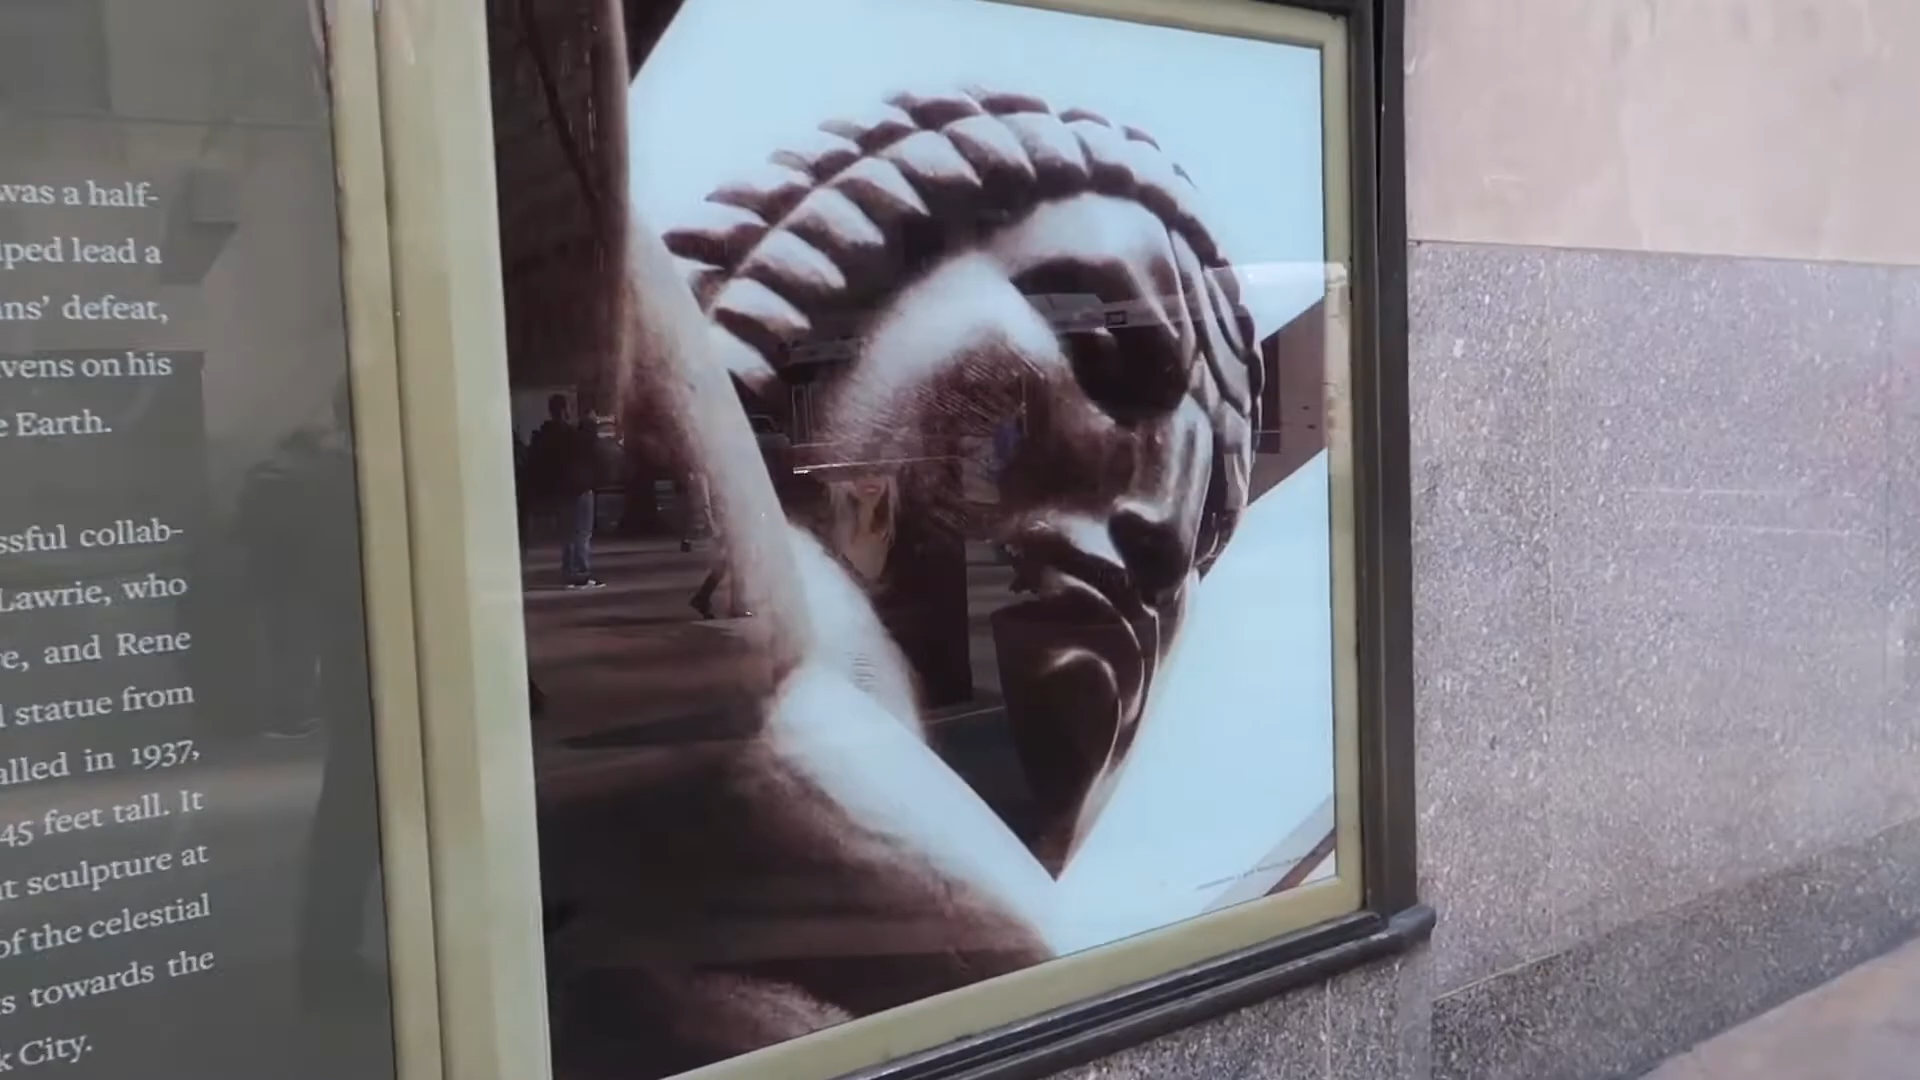 was a half-
ped lead a
ns' defeat,
vens on his
e Earth.
ssful collab-
Lawrie, who
e, and Rene
l statue from
alled in 1937,
45 feet tall. It
t sculpture at
of the celestial
s towards the
k City.